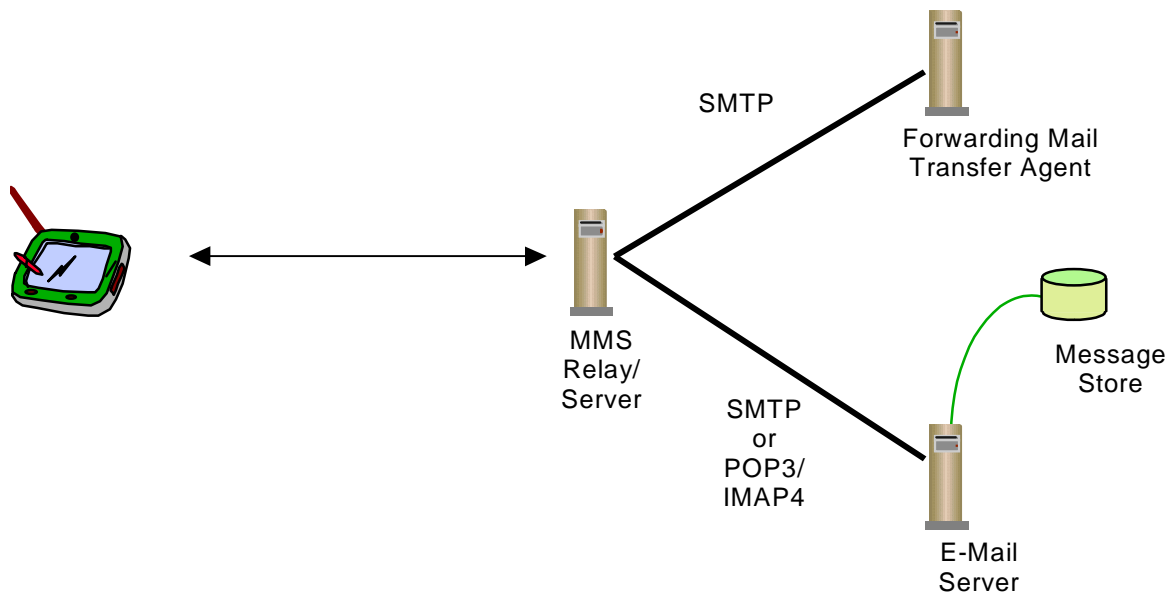 SMTP
Forwarding Mail
Transfer Agent
MMS
Relay/
Server
Message
Store
SMTP
or
POP3/
IMAP4
E-Mail
Server